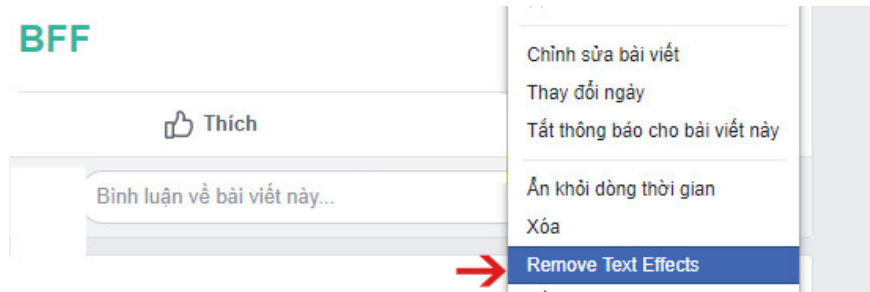 BFF
Thích
Bình luận về bài viết này...
Chỉnh sửa bài viết
Thay đổi ngày
Tắt thông báo cho bài viết này
Ẩn khỏi dòng thời gian
Xóa
Remove Text Effects